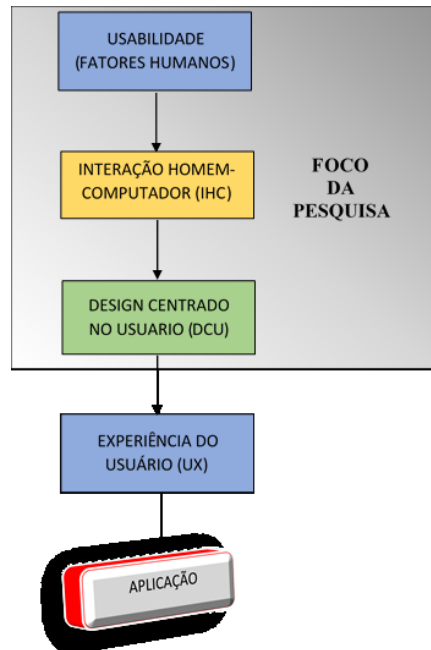 USABILIDADE
(FATORES HUMANOS)
INTERAÇÃO HOMEM-
COMPUTADOR (IHC)
FOCO
DA
PESQUISA
DESIGN CENTRADO
NO USUARIO (DCU)
EXPERIÊNCIA DO
USUÁRIO (UX)
APLICAÇÃO